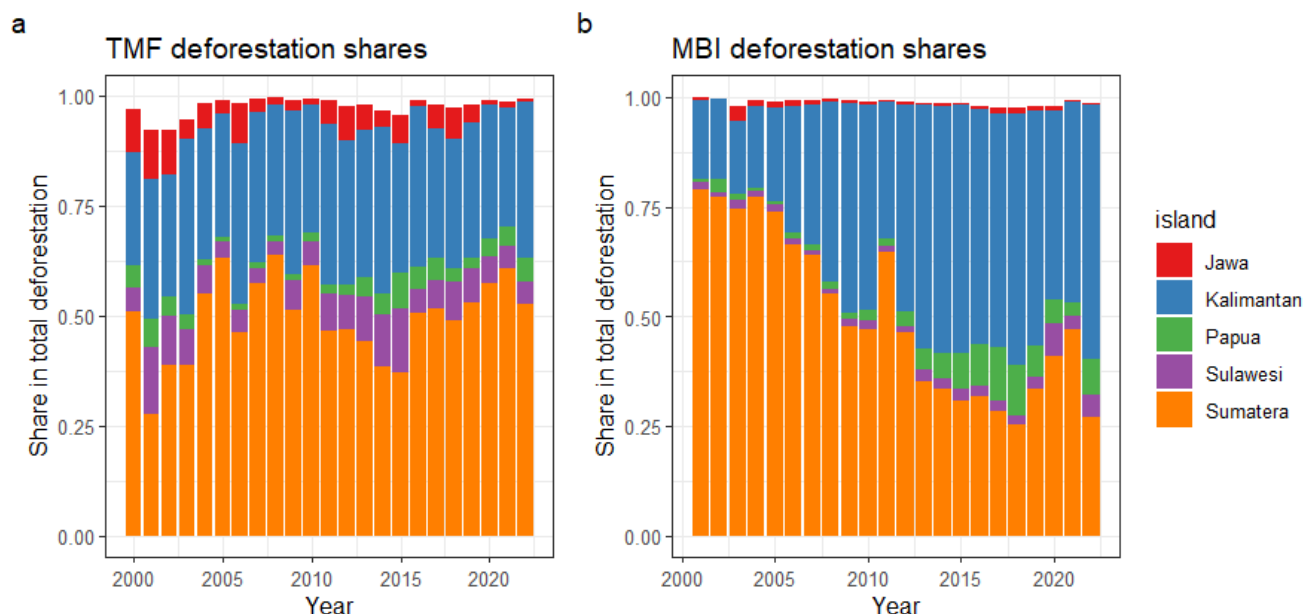 a
TMF deforestation shares
Share in total deforestation
1.00
0.75
0.50
0.25
0.00
2000
2005
2010
2015
2020
Year
b
MBI deforestation shares
Share in total deforestation
1.00
0.75
0.50
0.25
0.00
2000
2005
2010
2015
2020
Year
island
Jawa
Kalimantan
Papua
Sulawesi
Sumatera